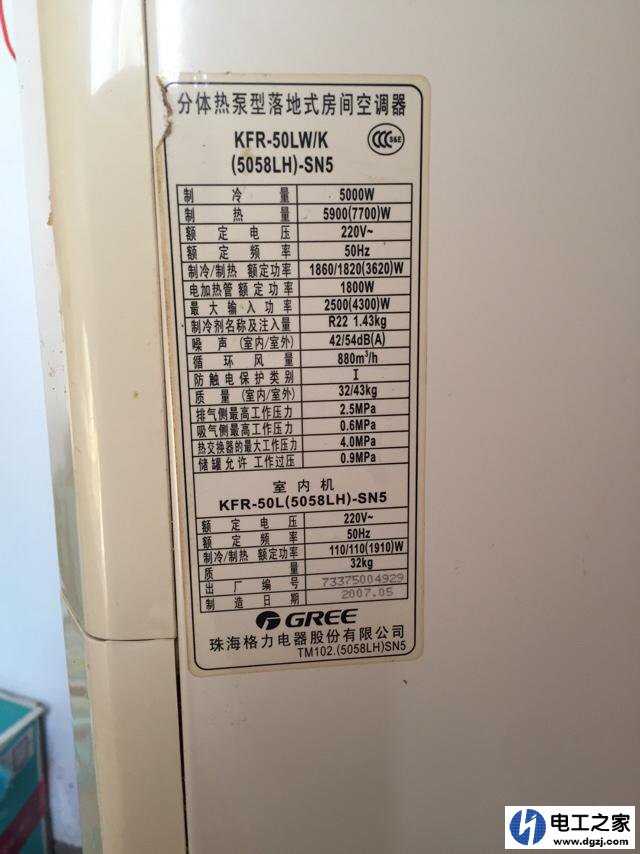 分体热泵型落地式房间空调器
KFR-50LW/K
(5058LH)-SN5
CCC S&E
制冷量 5000W
制热量 5900(7700)W
额定电压 220V~
额定频率 50Hz
制冷/制热 额定功率 1860/1820(3620)W
电加热管 额定功率 1800W
最大输入功率 2500(4300)W
制冷剂名称及注入量 R22 1.43kg
噪声(室内/室外) 42/54dB(A)
循环风量 880m³/h
防触电保护类别 I
质量(室内/室外) 32/43kg
排气侧最高工作压力 2.5MPa
吸气侧最高工作压力 0.6MPa
热交换器的最大工作压力 4.0MPa
储罐允许 工作过压 0.9MPa
室内机
KFR-50L(5058LH)-SN5
额定电压 220V~
额定频率 50Hz
制冷/制热 额定功率 110/110(1910)W
质量 32kg
出厂编号 73375004929
制造日期 2007.05
GREE
珠海格力电器股份有限公司
TM102.(5058LH)SN5
电工之家
www.dgzj.com